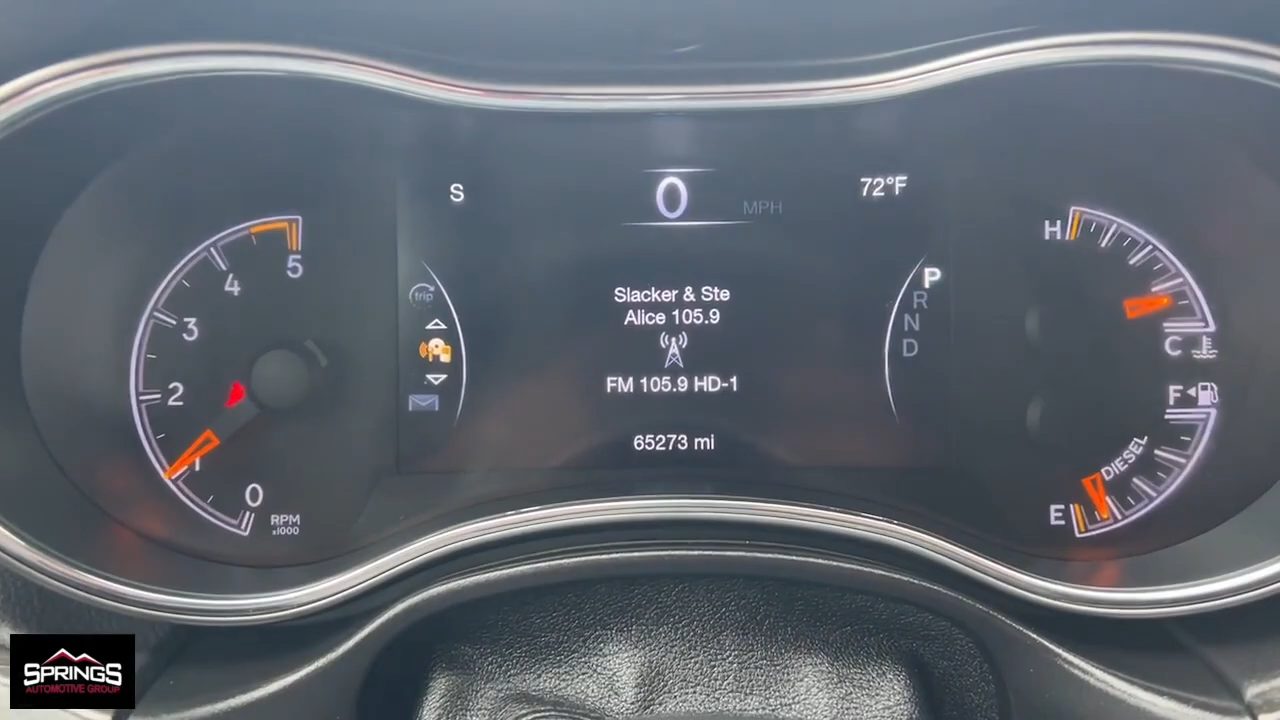 S
0
MPH
72°F
5
4
3
2
1
0
RPM
x1000
trip
Slacker & Ste
Alice 105.9
FM 105.9 HD-1
65273 mi
P
R
N
D
H
C
F
DIESEL
E
SPRINGS
AUTOMOTIVE GROUP